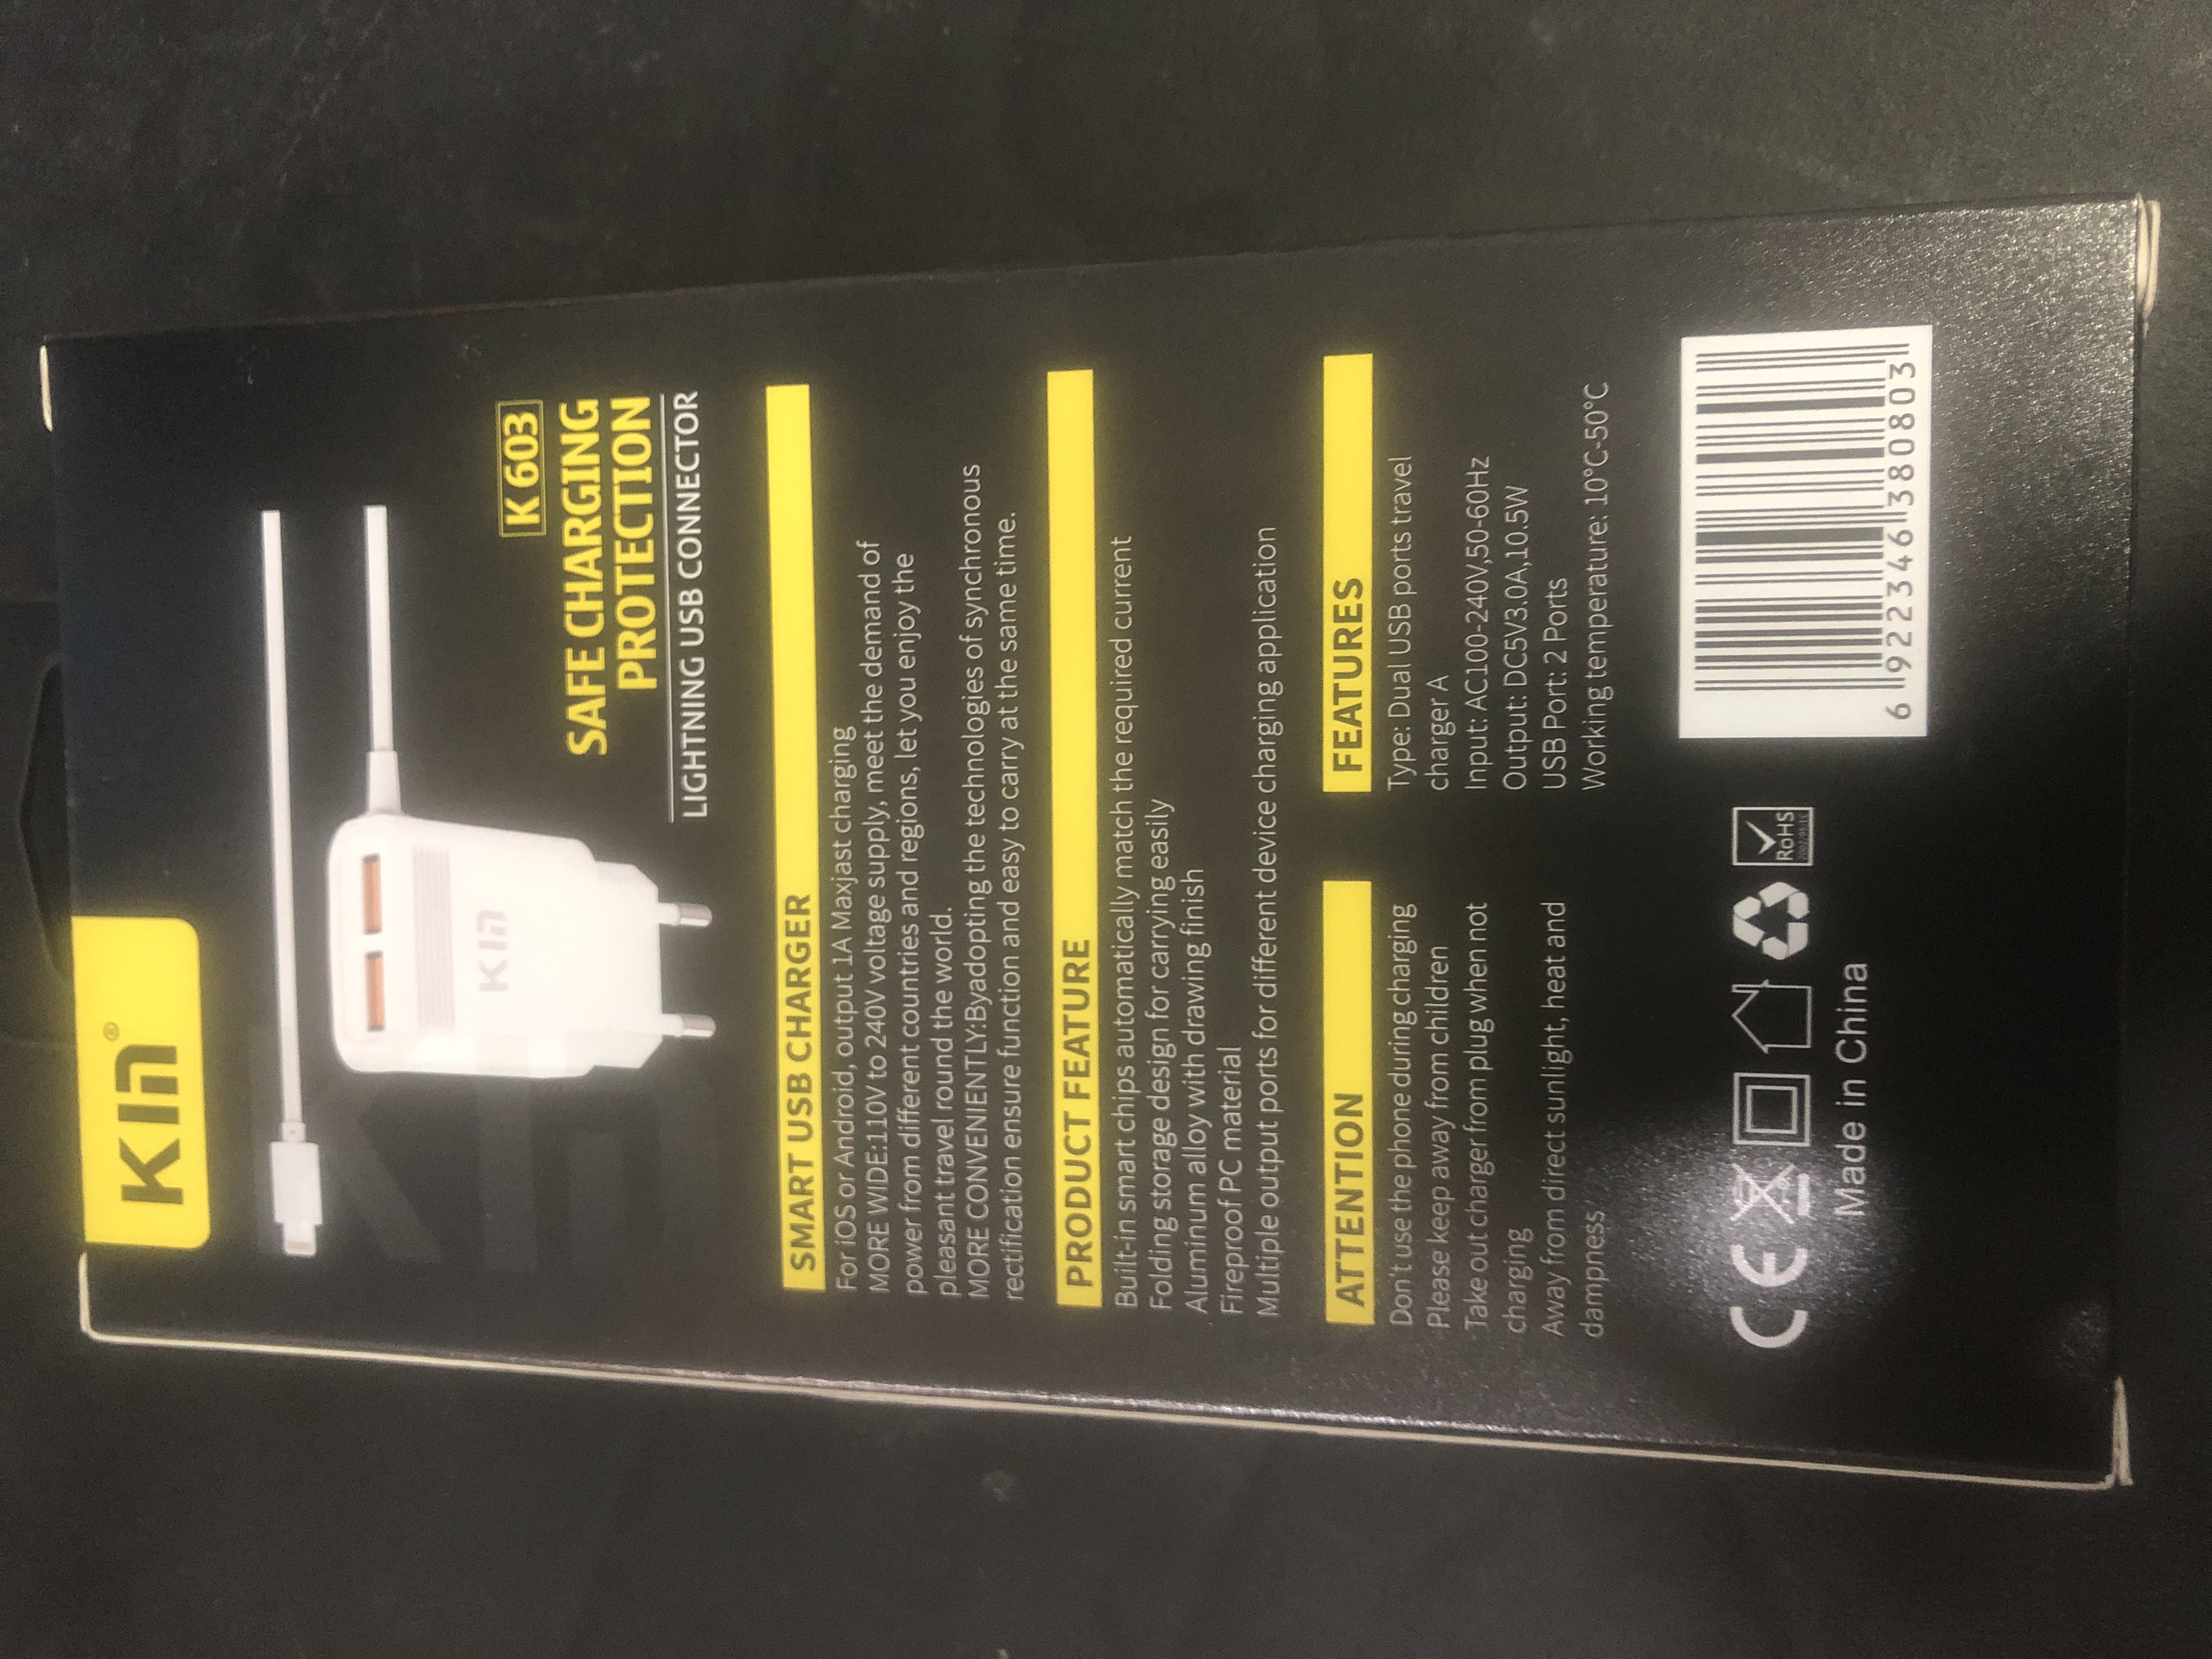 KIn®
KIn
K 603
SAFE CHARGING
PROTECTION
LIGHTNING USB CONNECTOR
SMART USB CHARGER
For iOS or Android, output 1A Maxjast charging
MORE WIDE:110V to 240V voltage supply, meet the demand of
power from different countries and regions, let you enjoy the
pleasant travel round the world.
MORE CONVENIENTLY:Byadopting the technologies of synchronous
rectification ensure function and easy to carry at the same time.
PRODUCT FEATURE
Built-in smart chips automatically match the required current
Folding storage design for carrying easily
Aluminum alloy with drawing finish
Fireproof PC material
Multiple output ports for different device charging application
ATTENTION
Don't use the phone during charging
Please keep away from children
Take out charger from plug when not
charging
Away from direct sunlight, heat and
dampness
FEATURES
Type: Dual USB ports travel
charger A
Input: AC100-240V,50-60Hz
Output: DC5V3.0A,10.5W
USB Port: 2 Ports
Working temperature: 10°C-50°C
CE
RoHS
Made in China
6 922346 380803